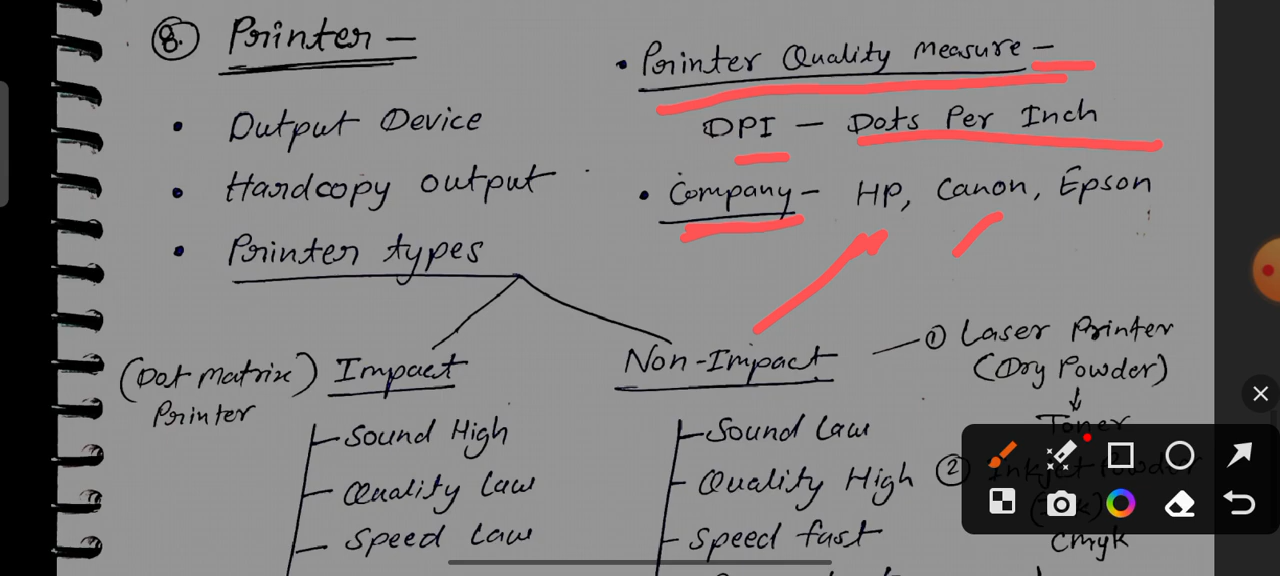 8. Printer -
• Output Device
• Hardcopy output
• Printer types
• Printer Quality Measure -
DPI - Dots Per Inch
• Company - HP, Canon, Epson
(Dot Matrix) Impact
Printer
Sound High
Quality Law
Speed Law
Non-Impact
Sound Law
Quality High
Speed fast
① Laser Printer
(Dry Powder)
↓
Toner
② Inkjet
CMYK